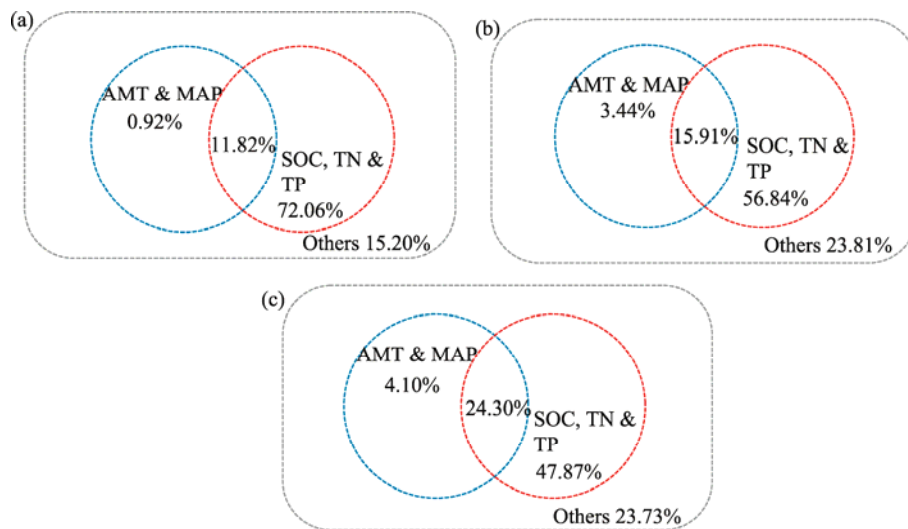 (a)
AMT & MAP
0.92%
11.82%
SOC, TN &
TP
72.06%
Others 15.20%
(b)
AMT & MAP
3.44%
15.91%
SOC, TN &
TP
56.84%
Others 23.81%
(c)
AMT & MAP
4.10%
24.30%
SOC, TN &
TP
47.87%
Others 23.73%